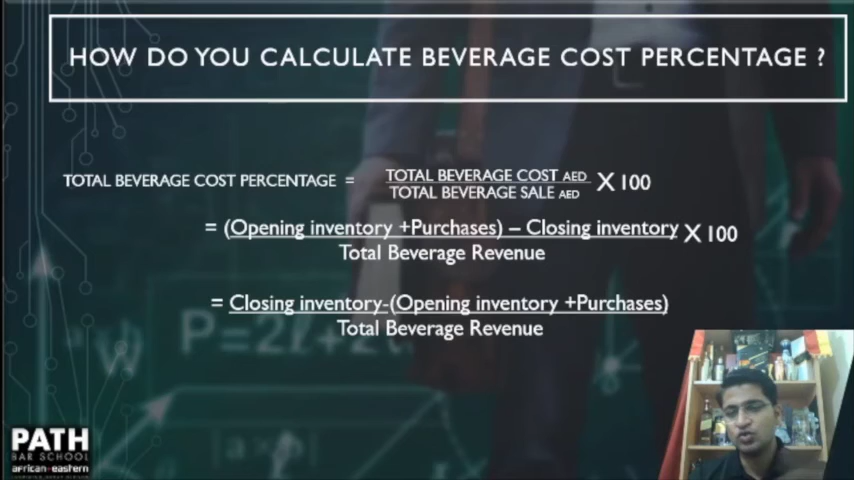 HOW DO YOU CALCULATE BEVERAGE COST PERCENTAGE ?
TOTAL BEVERAGE COST PERCENTAGE = TOTAL BEVERAGE COST AED X 100
TOTAL BEVERAGE SALE AED
= (Opening inventory +Purchases) – Closing inventory X 100
Total Beverage Revenue
= Closing inventory-(Opening inventory +Purchases)
Total Beverage Revenue
P=2l+2
PATH
BAR SCHOOL
african+eastern